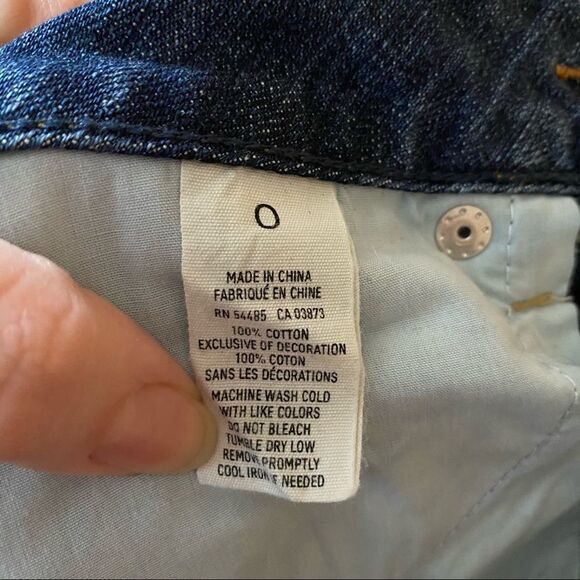 0
MADE IN CHINA
FABRIQUÉ EN CHINE
RN 54485 CA 03873
100% COTTON
EXCLUSIVE OF DECORATION
100% COTON
SANS LES DÉCORATIONS
MACHINE WASH COLD
WITH LIKE COLORS
DO NOT BLEACH
TUMBLE DRY LOW
REMOVE PROMPTLY
COOL IRON IF NEEDED